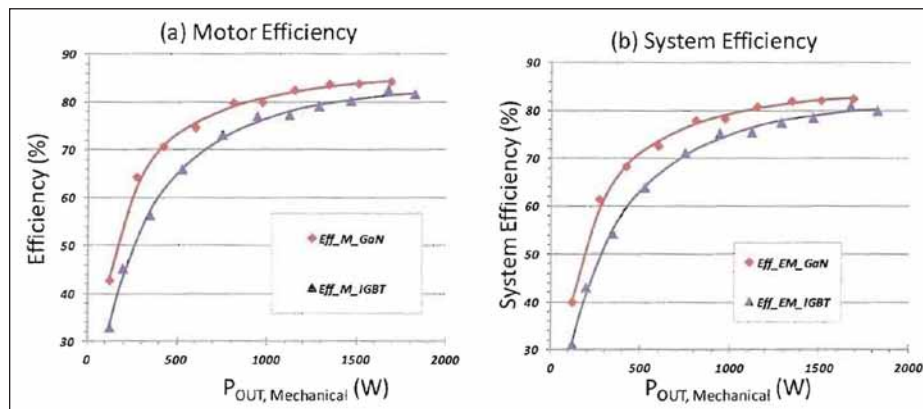 (a) Motor Efficiency
90
80
70
60
50
40
30
Efficiency (%)
Eff_M_GaN
Eff_M_IGBT
0 500 1000 1500 2000
POUT, Mechanical (W)
(b) System Efficiency
90
80
70
60
50
40
30
System Efficiency (%)
Eff_EM_GaN
Eff_EM_IGBT
0 500 1000 1500 2000
POUT, Mechanical (W)